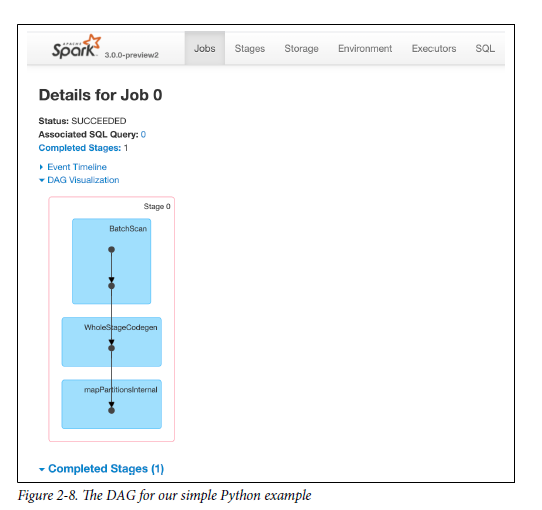 APACHE Spark 3.0.0-preview2 Jobs Stages Storage Environment Executors SQL
Details for Job 0
Status: SUCCEEDED
Associated SQL Query: 0
Completed Stages: 1
Event Timeline
DAG Visualization
Stage 0
BatchScan
WholeStageCodegen
mapPartitionsInternal
Completed Stages (1)
Figure 2-8. The DAG for our simple Python example